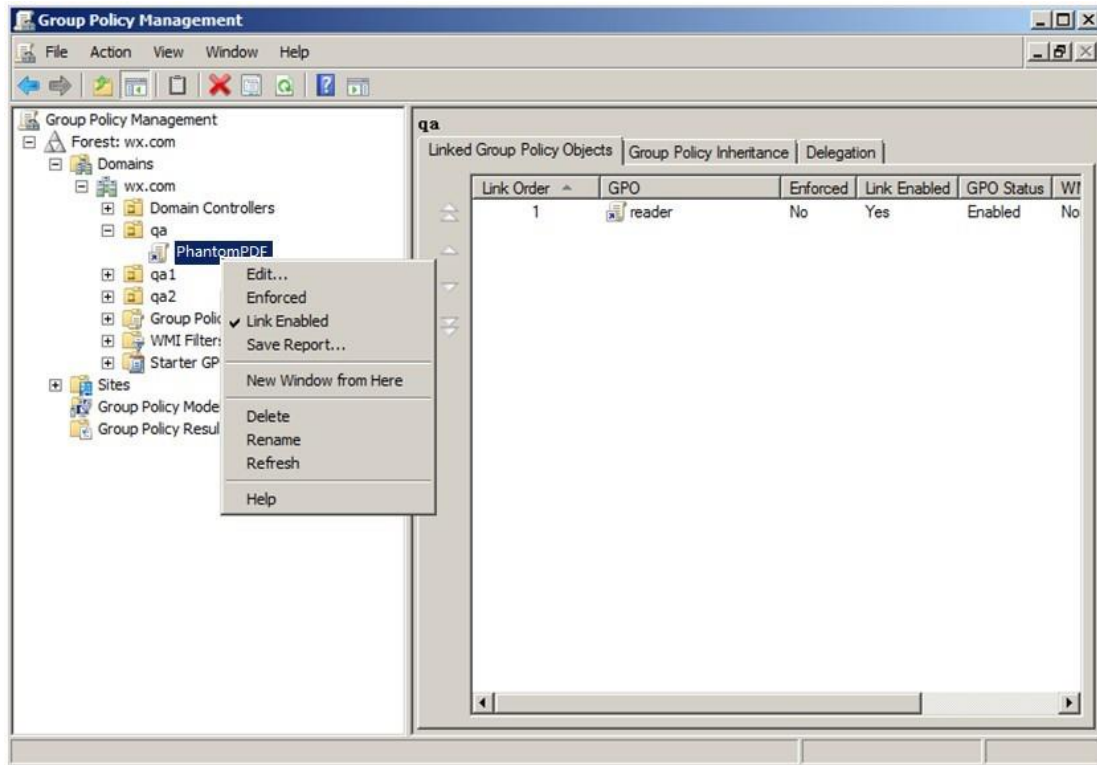 Group Policy Management
File Action View Window Help
Group Policy Management
Forest: wx.com
Domains
wx.com
Domain Controllers
qa
PhantomPDF
qa1
qa2
Group Polic
WMI Filter
Starter GP
Sites
Group Policy Mode
Group Policy Resul
Edit...
Enforced
Link Enabled
Save Report...
New Window from Here
Delete
Rename
Refresh
Help
qa
Linked Group Policy Objects Group Policy Inheritance Delegation
Link Order GPO Enforced Link Enabled GPO Status WM
1 reader No Yes Enabled No